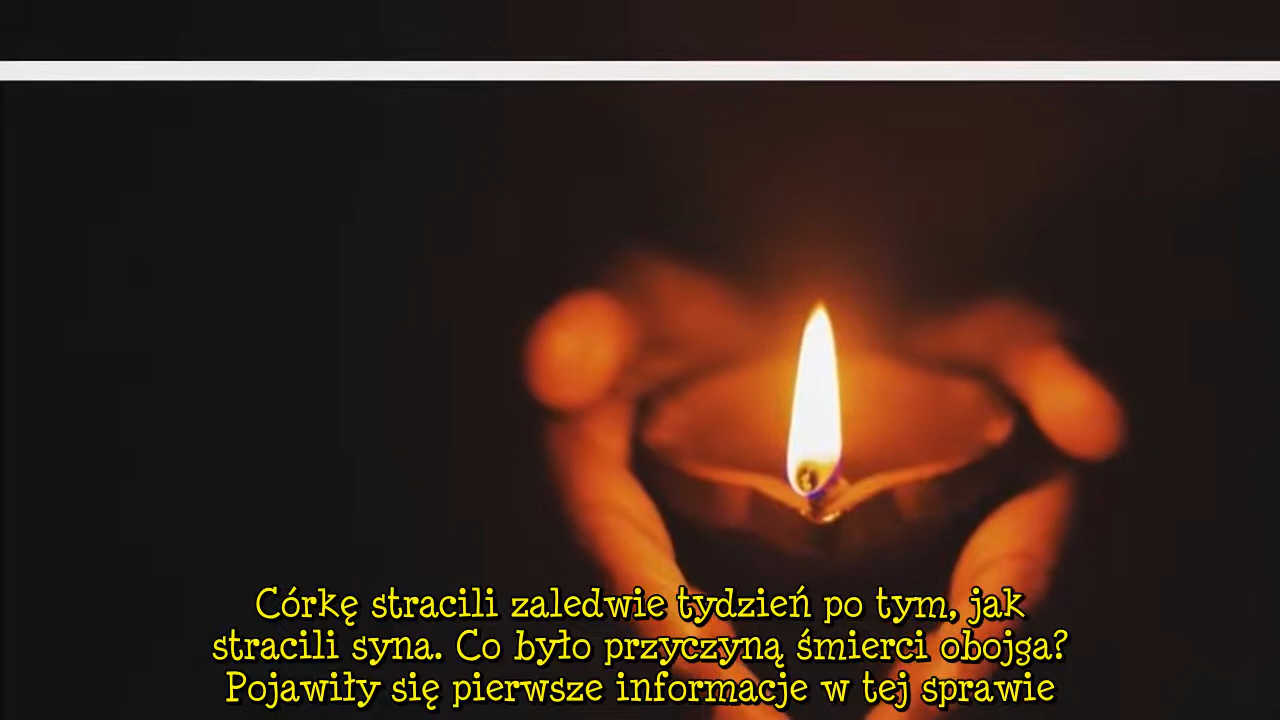 Córkę stracili zaledwie tydzień po tym, jak
stracili syna. Co było przyczyną śmierci obojga?
Pojawiły się pierwsze informacje w tej sprawie